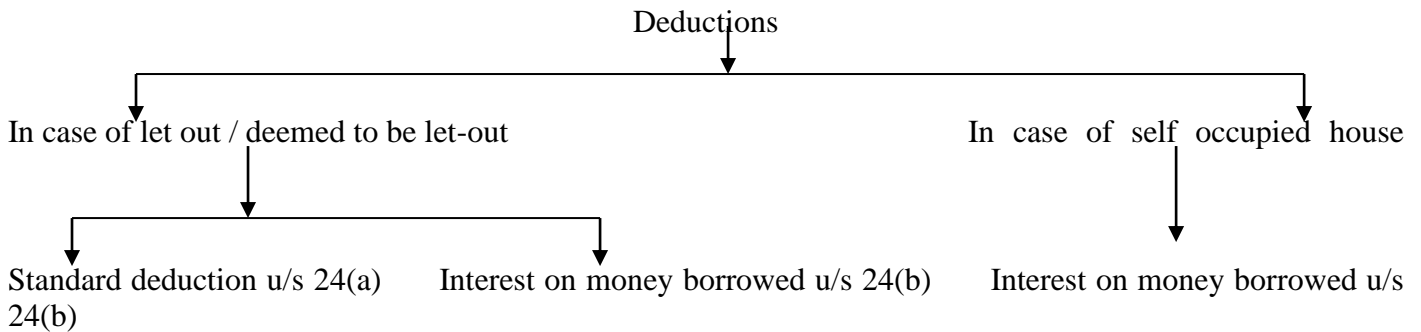 Deductions
In case of let out / deemed to be let-out In case of self occupied house
Standard deduction u/s 24(a) Interest on money borrowed u/s 24(b) Interest on money borrowed u/s
24(b)